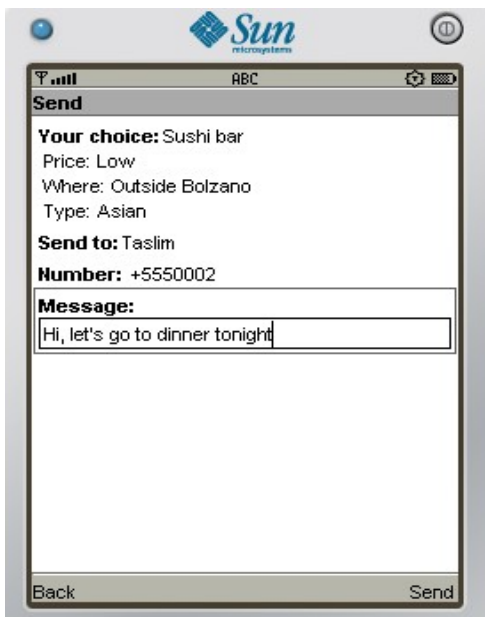 Sun
microsystems
ABC
Send
Your choice: Sushi bar
Price: Low
Where: Outside Bolzano
Type: Asian
Send to: Taslim
Number: +5550002
Message:
Hi, let's go to dinner tonight
Back Send